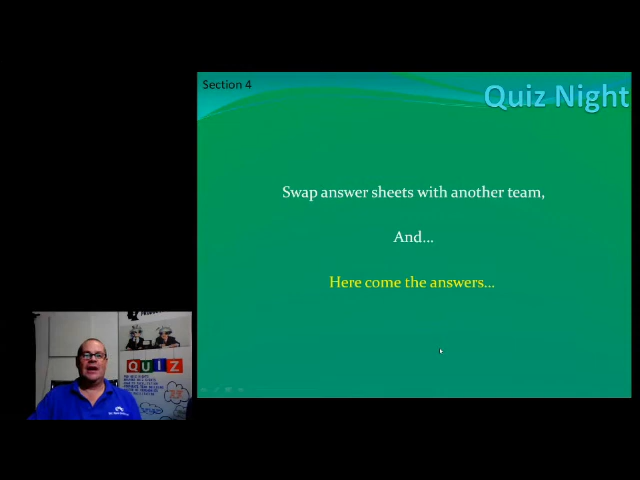 Section 4
Quiz Night
Swap answer sheets with another team,
And...
Here come the answers...
QUIZ